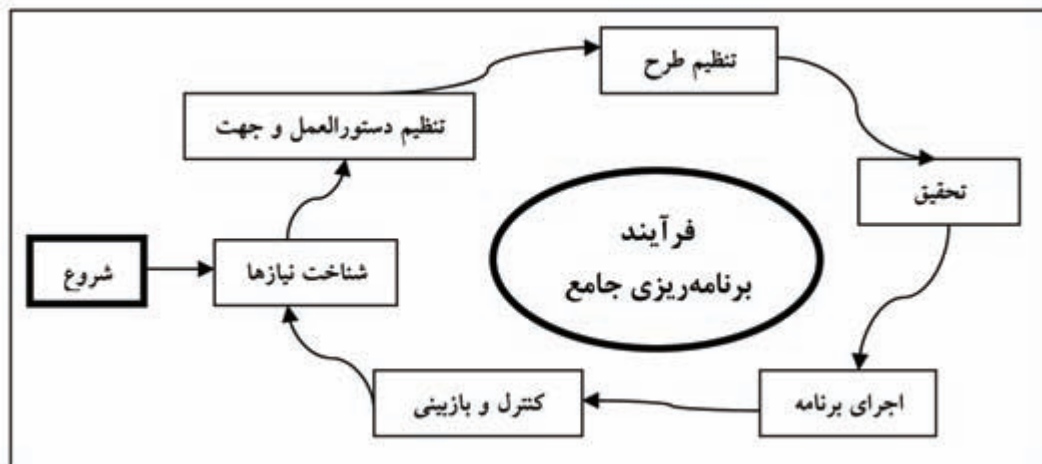 تنظیم طرح
تنظیم دستورالعمل و جهت
تحقیق
فرآیند
برنامه‌ریزی جامع
شروع
شناخت نیازها
کنترل و بازبینی
اجرای برنامه